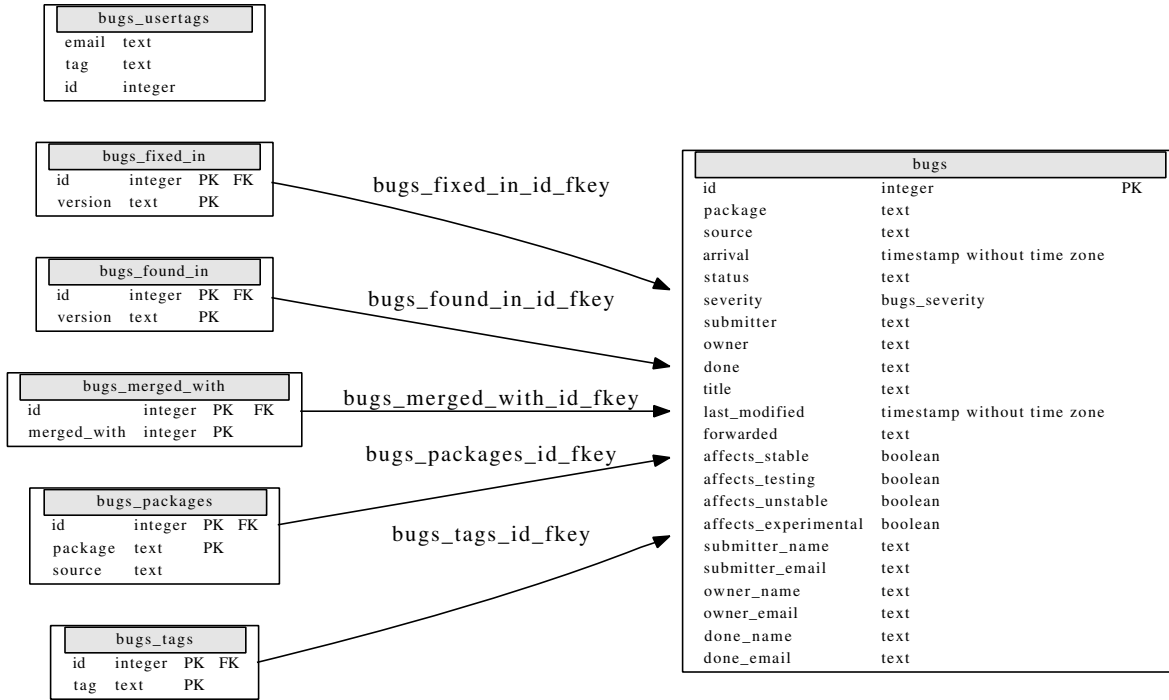 bugs_usertags
email text
tag text
id integer
bugs_fixed_in
id integer PK FK
version text PK
bugs_found_in
id integer PK FK
version text PK
bugs_merged_with
id integer PK FK
merged_with integer PK
bugs_packages
id integer PK FK
package text PK
source text
bugs_tags
id integer PK FK
tag text PK
bugs_fixed_in_id_fkey
bugs_found_in_id_fkey
bugs_merged_with_id_fkey
bugs_packages_id_fkey
bugs_tags_id_fkey
bugs
id integer PK
package text
source text
arrival timestamp without time zone
status text
severity bugs_severity
submitter text
owner text
done text
title text
last_modified timestamp without time zone
forwarded text
affects_stable boolean
affects_testing boolean
affects_unstable boolean
affects_experimental boolean
submitter_name text
submitter_email text
owner_name text
owner_email text
done_name text
done_email text